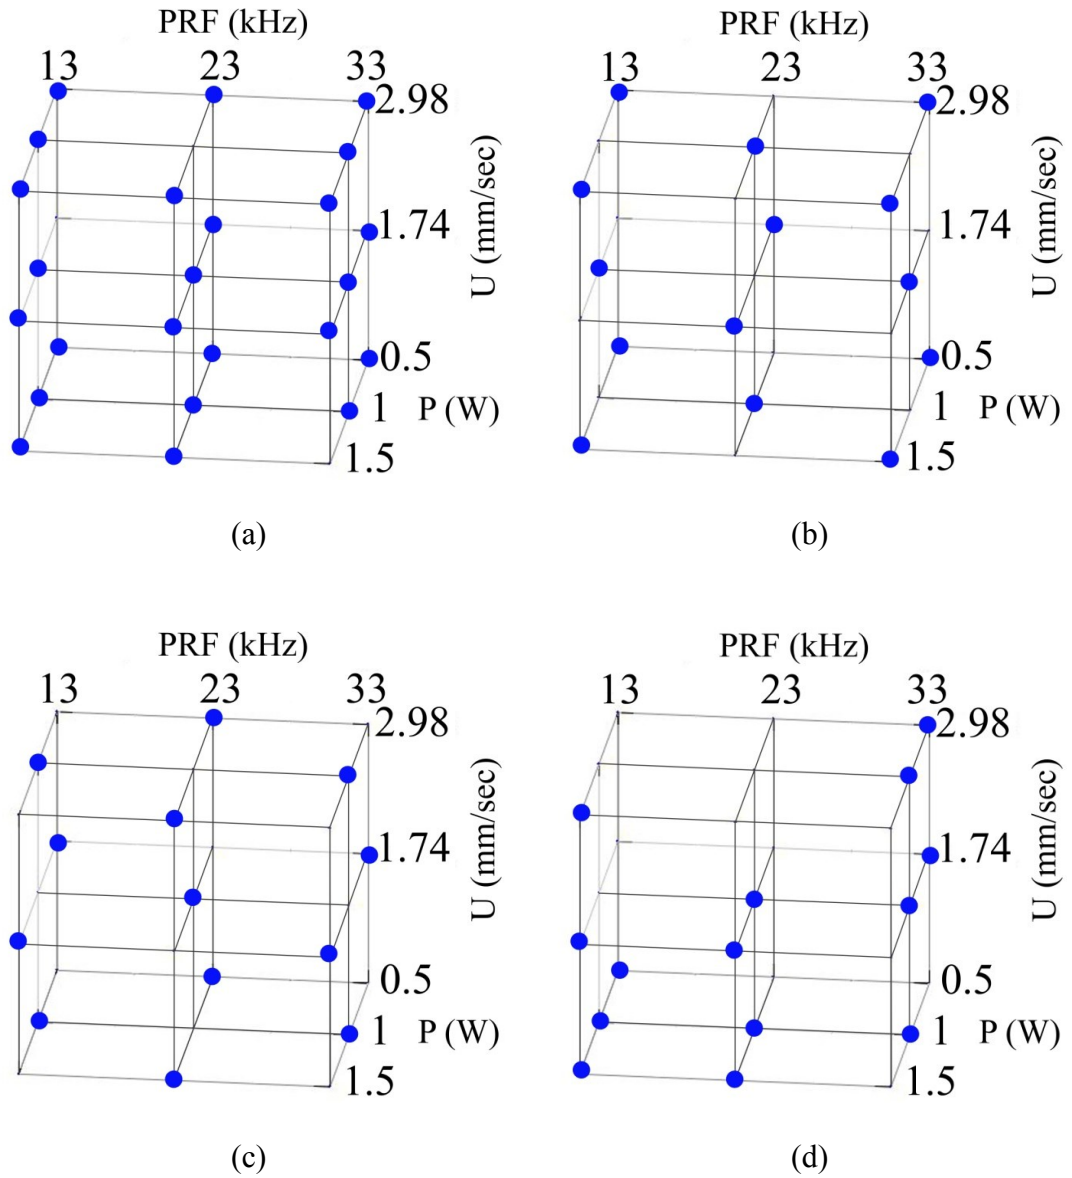 PRF (kHz) PRF (kHz)
13 23 33 13 23 33
2.98 2.98
U (mm/sec) U (mm/sec)
1.74 1.74
0.5 0.5
1 P (W) 1 P (W)
1.5 1.5
(a) (b)
PRF (kHz) PRF (kHz)
13 23 33 13 23 33
2.98 2.98
U (mm/sec) U (mm/sec)
1.74 1.74
0.5 0.5
1 P (W) 1 P (W)
1.5 1.5
(c) (d)